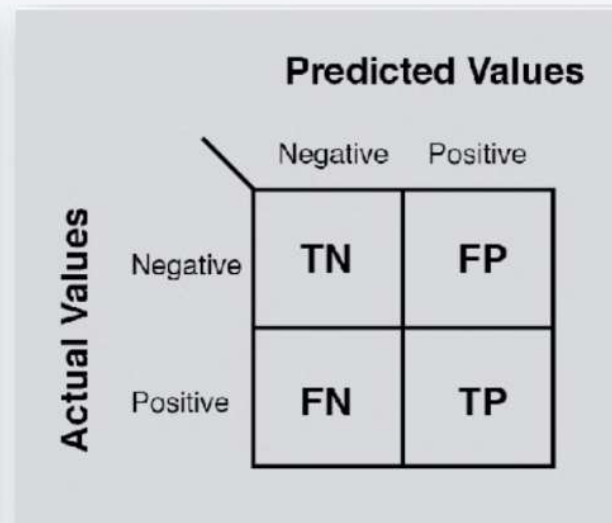 Predicted Values
Negative Positive
Actual Values
Negative TN FP
Positive FN TP